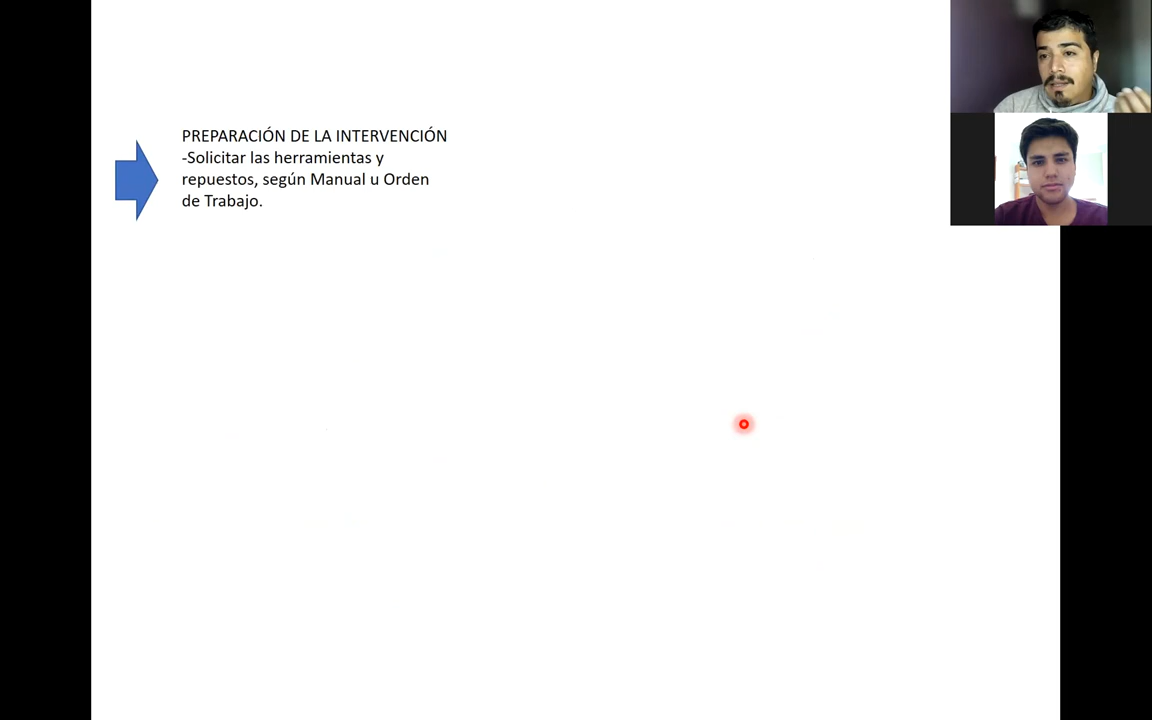 PREPARACIÓN DE LA INTERVENCIÓN
-Solicitar las herramientas y
repuestos, según Manual u Orden
de Trabajo.